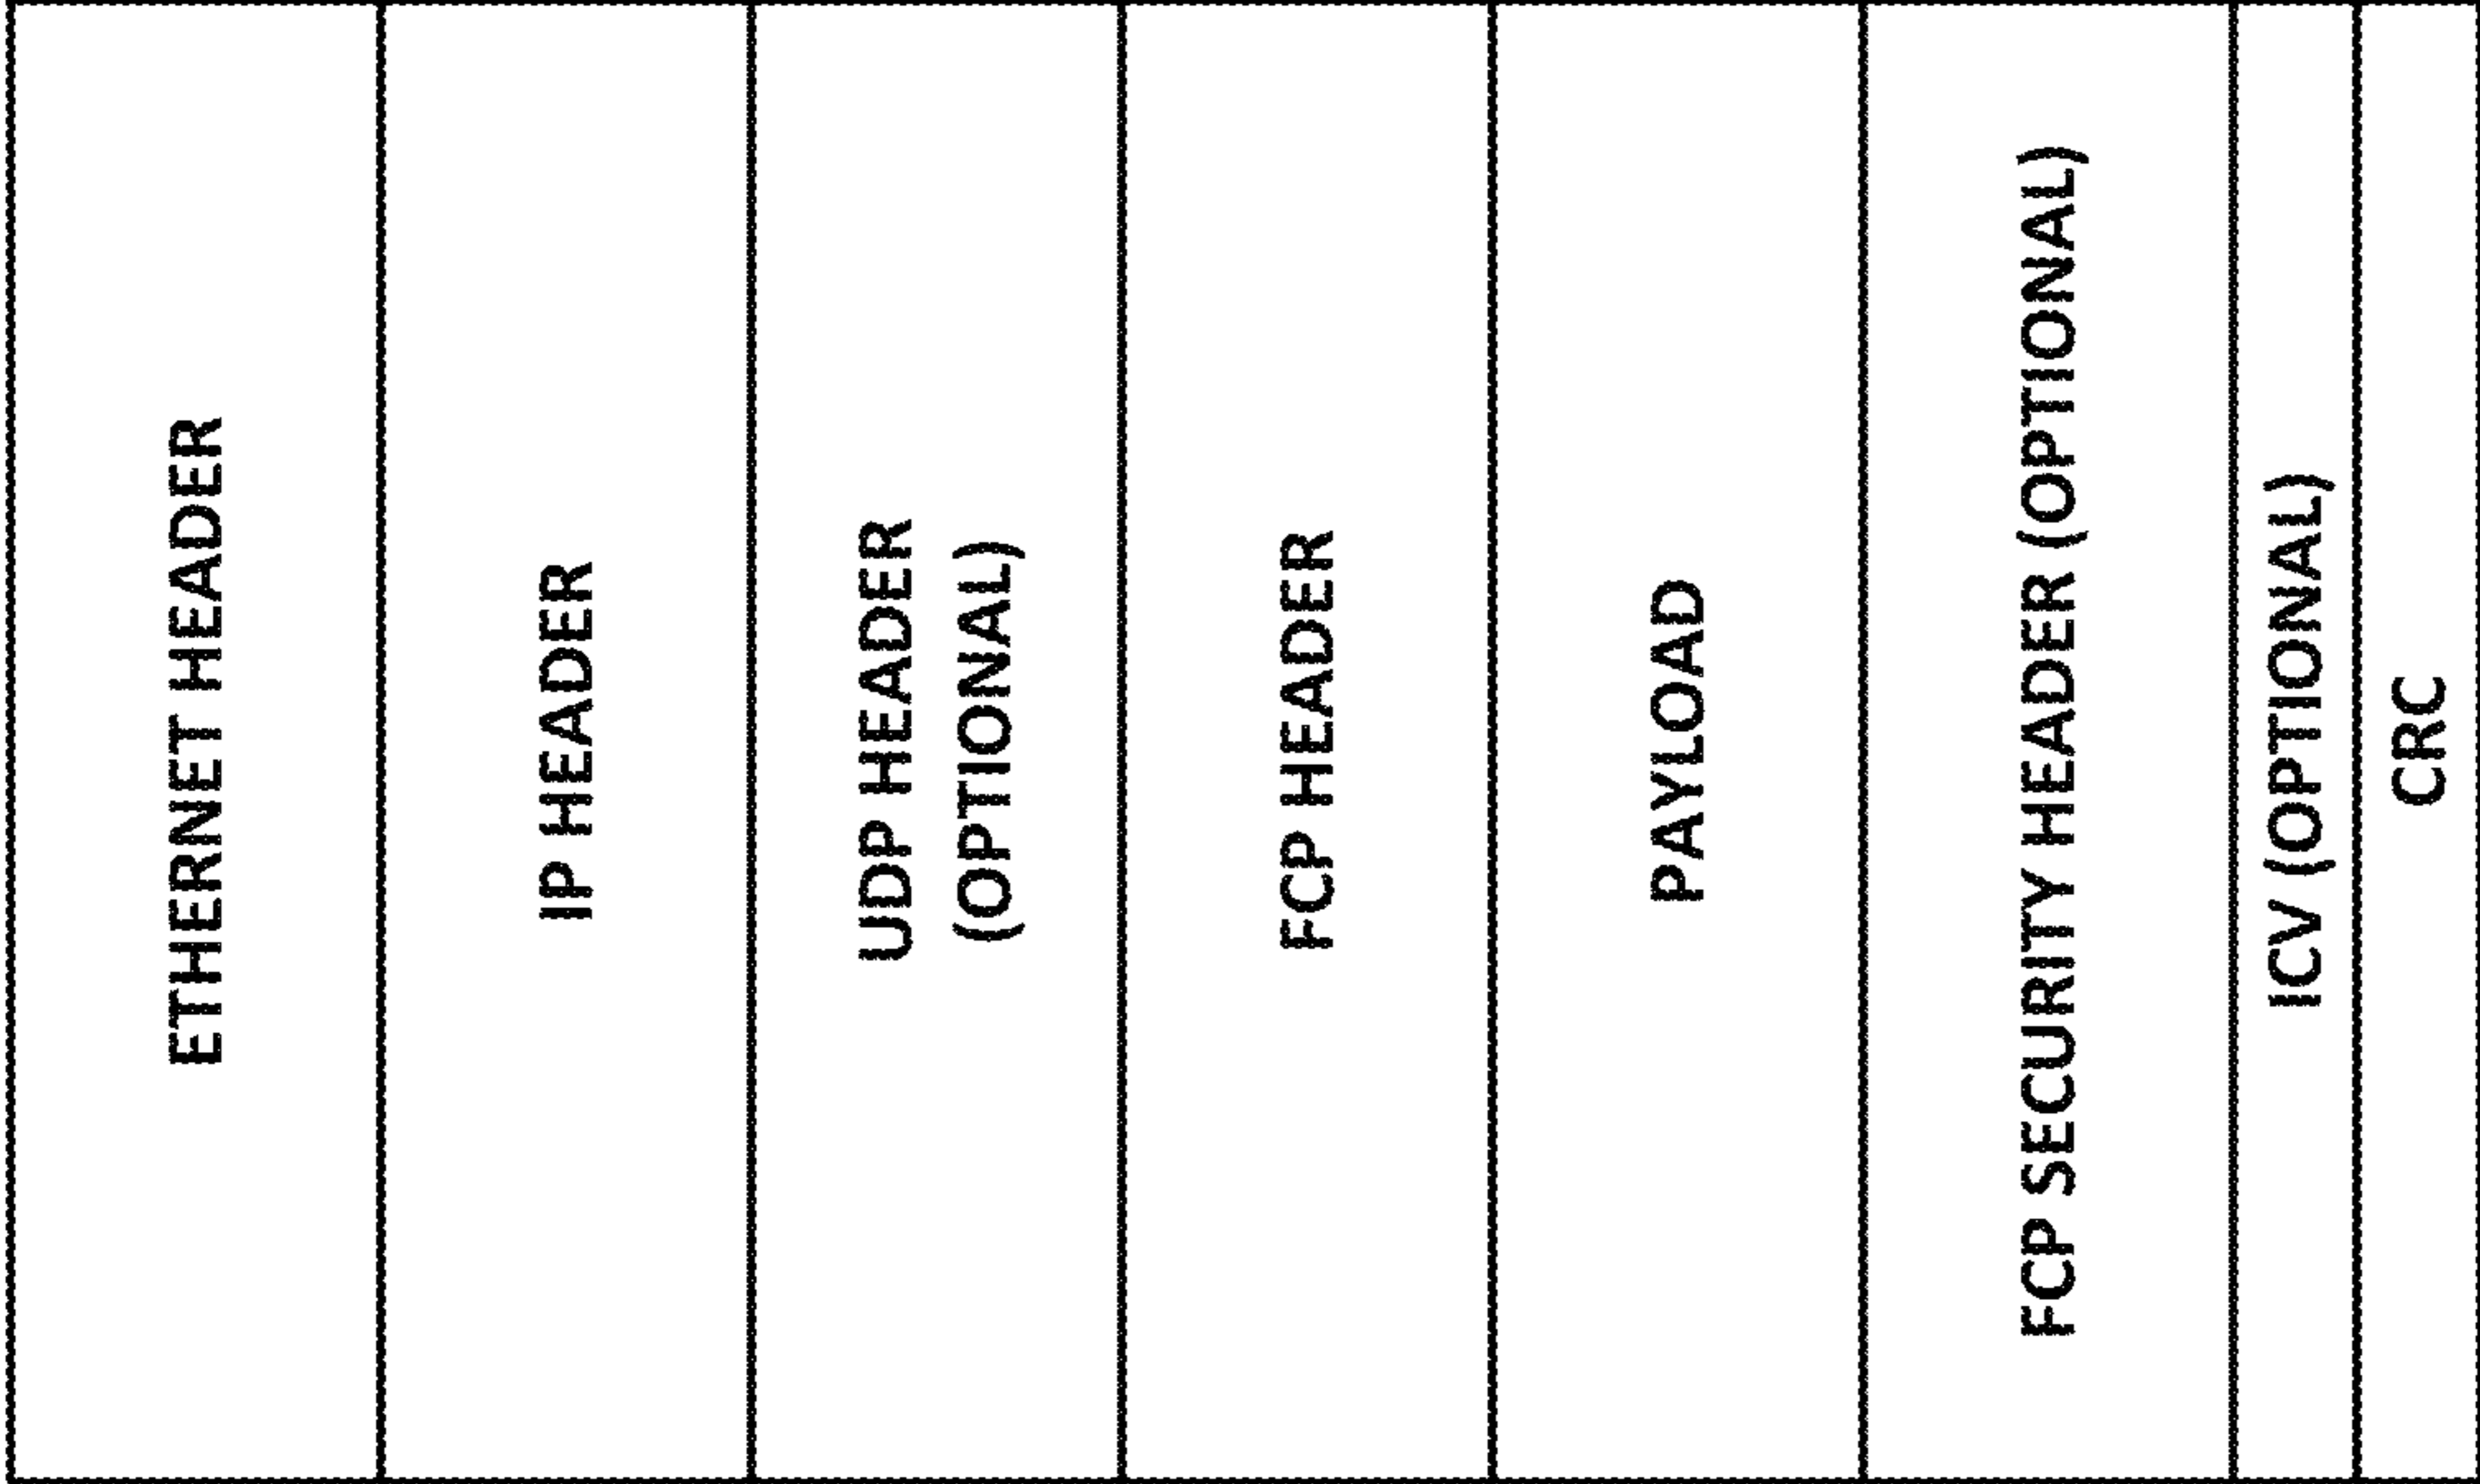 ETHERNET HEADER
IP HEADER
UDP HEADER
(OPTIONAL)
FCP HEADER
PAYLOAD
FCP SECURITY HEADER (OPTIONAL)
ICV (OPTIONAL)
CRC